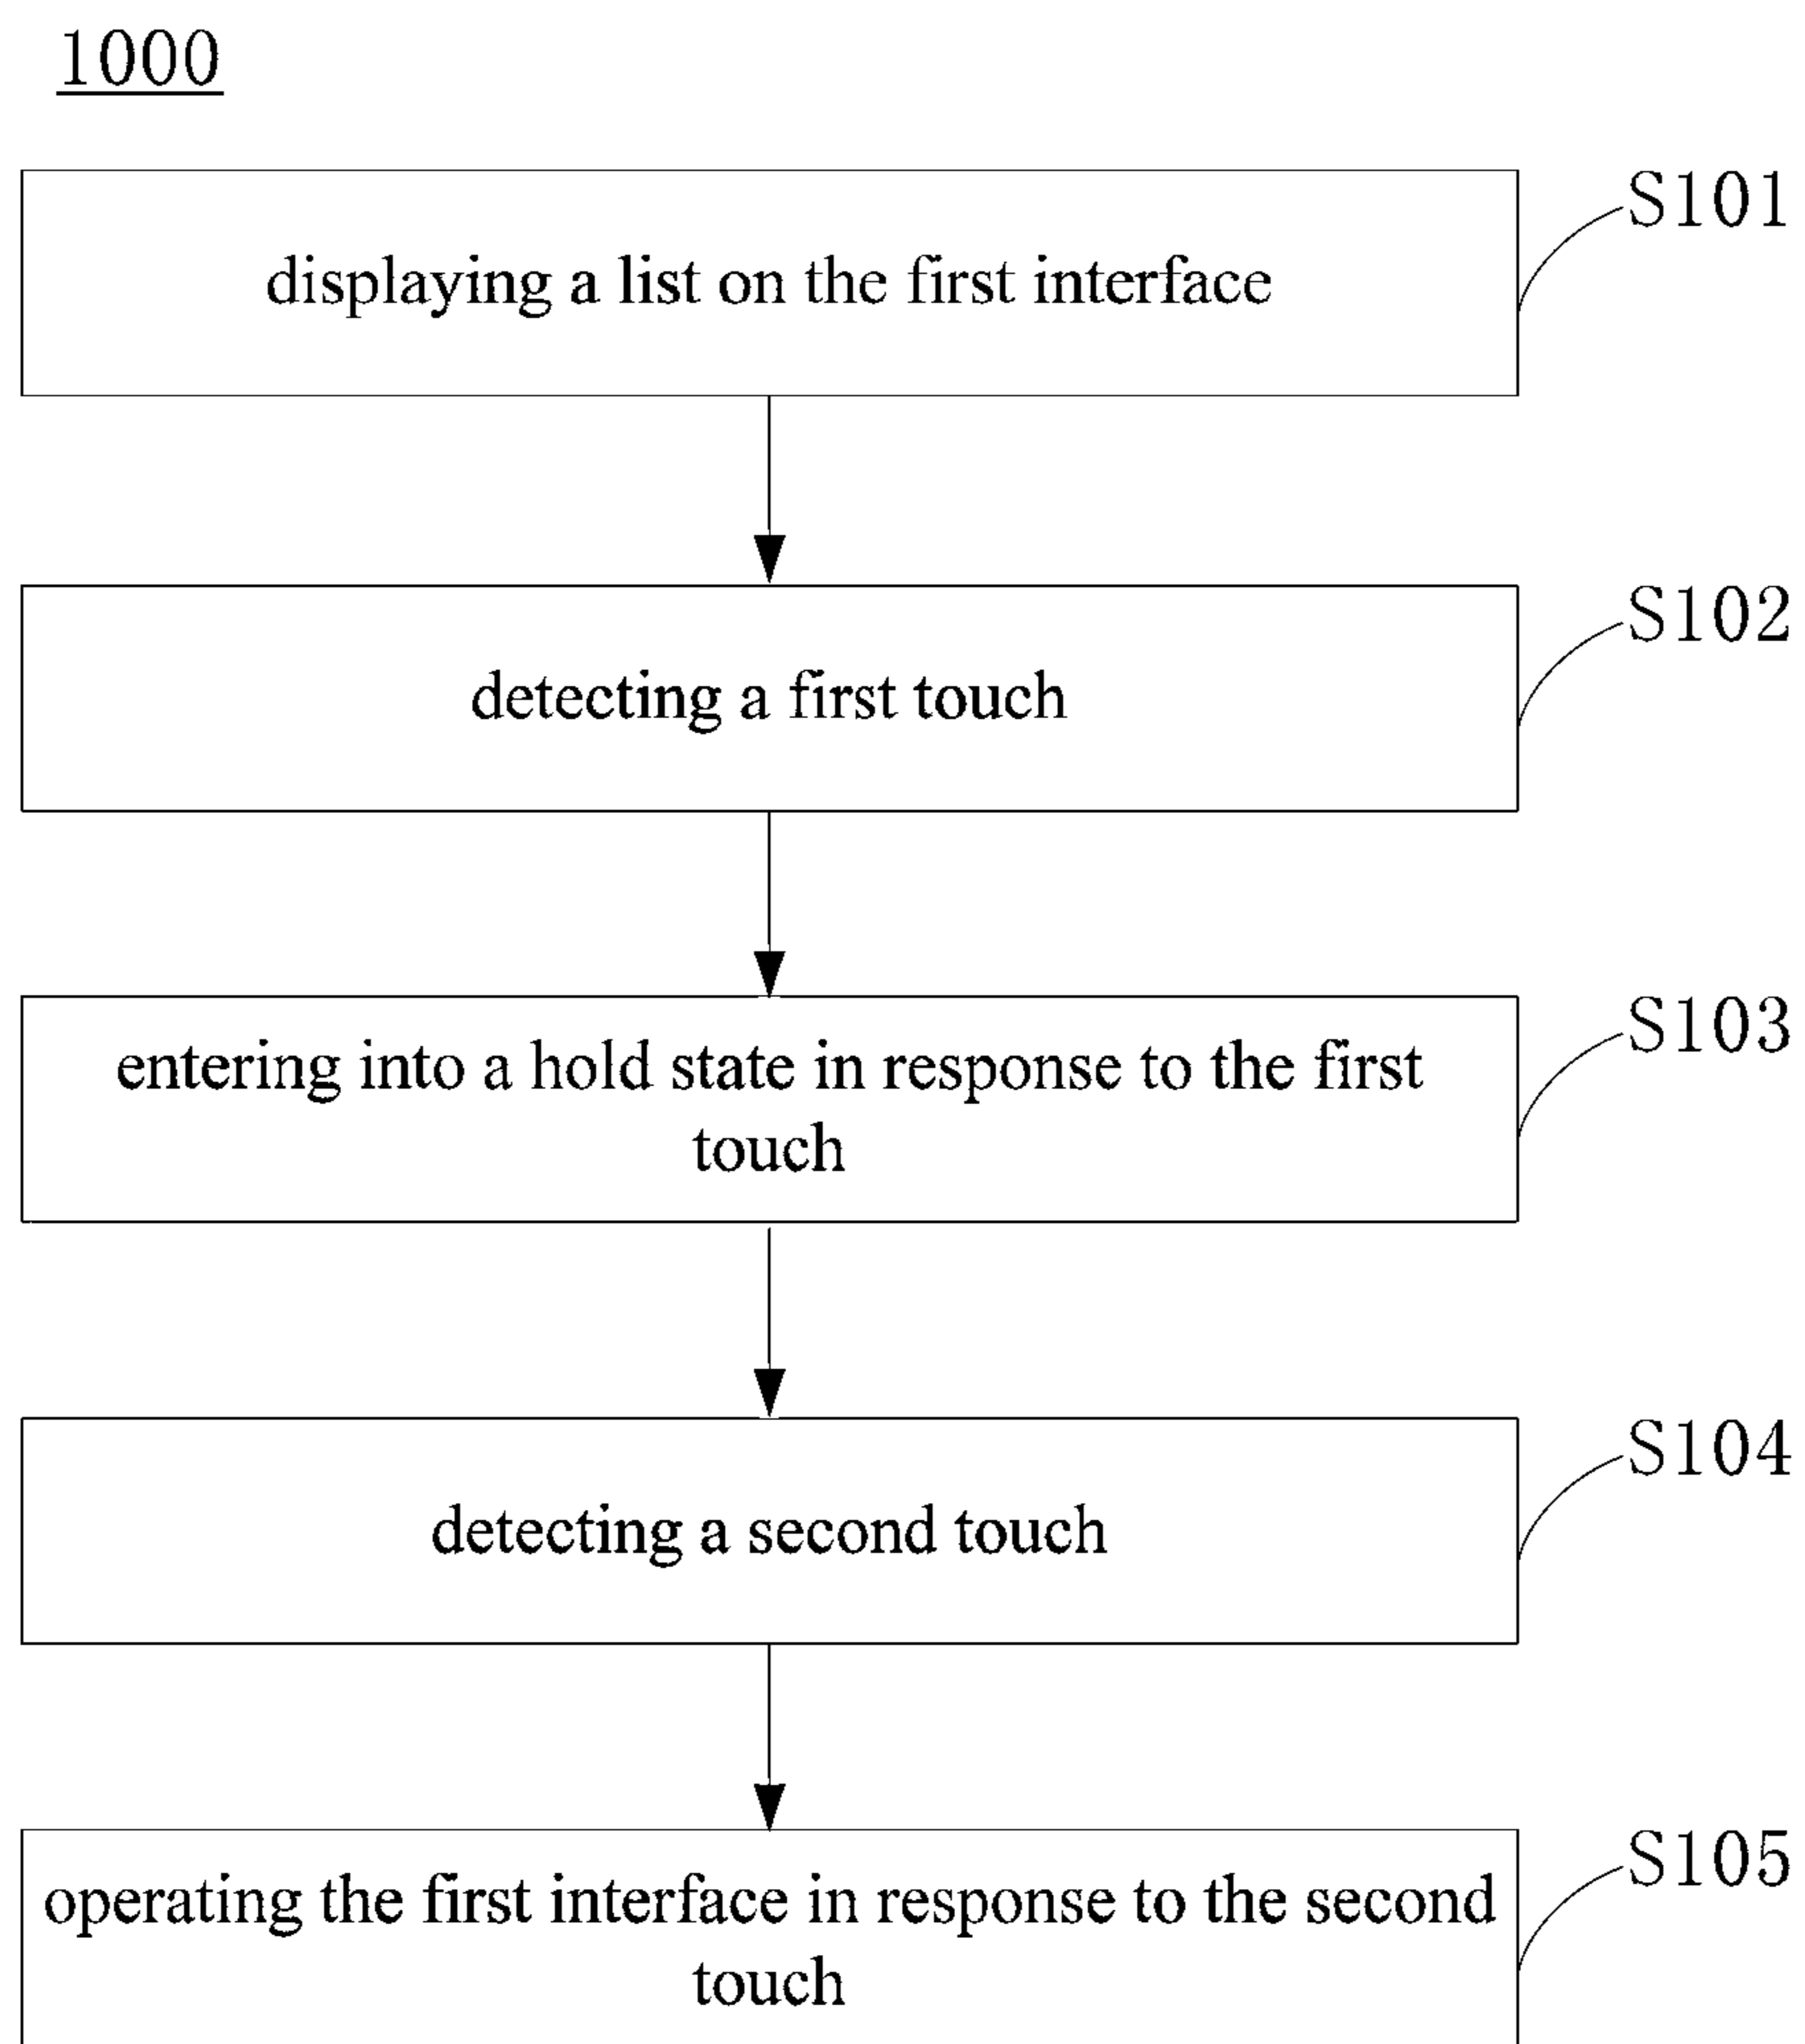 1000
S101
displaying a list on the first interface
S102
detecting a first touch
S103
entering into a hold state in response to the first
touch
S104
detecting a second touch
S105
operating the first interface in response to the second
touch